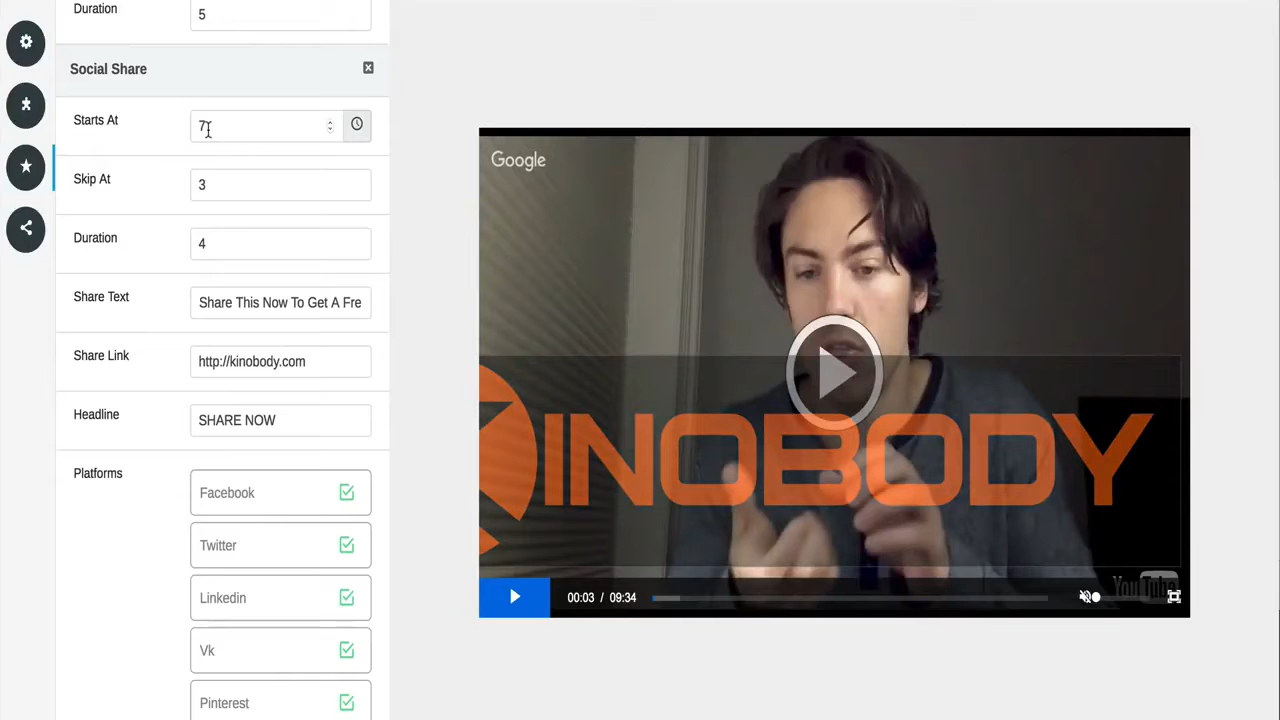 Duration
5
Social Share
Starts At
7
Skip At
3
Duration
4
Share Text
Share This Now To Get A Fre
Share Link
http://kinobody.com
Headline
SHARE NOW
Platforms
Facebook
Twitter
Linkedin
Vk
Pinterest
Google
KINOBODY
YouTube
00:03 / 09:34